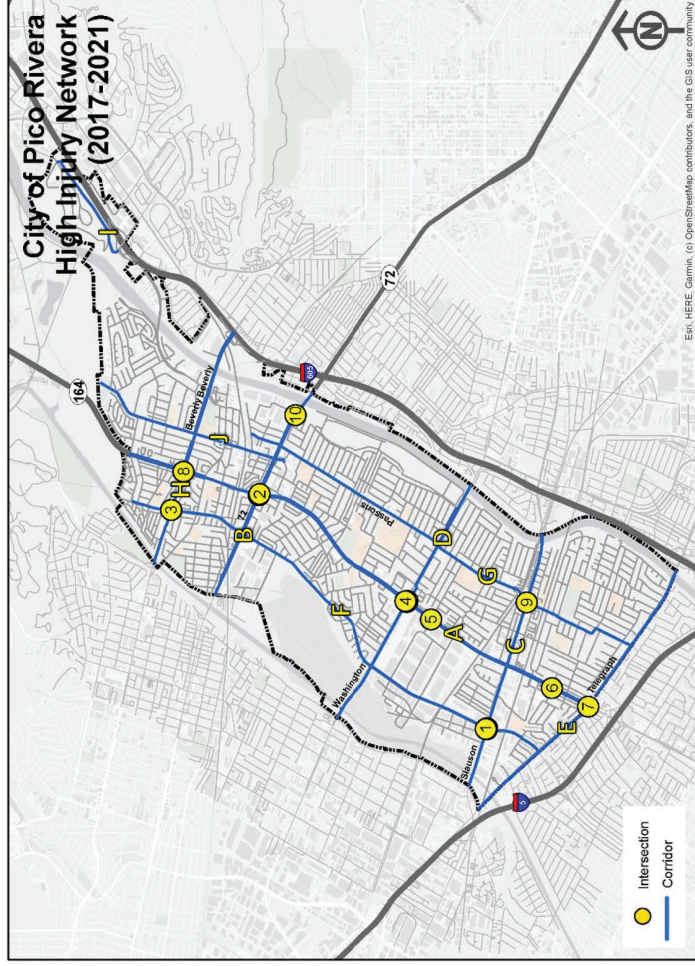 City of Pico Rivera
High Injury Network
(2017-2021)
N
I
164
Beverly Beverly
J
8
H
3
605
10
72
2
72
B
Passons
D
F
G
4
5
A
9
C
Washington
6
Telegraph
7
E
1
Slauson
5
Intersection
Corridor
Esri, HERE, Garmin, (c) OpenStreetMap contributors, and the GIS user community